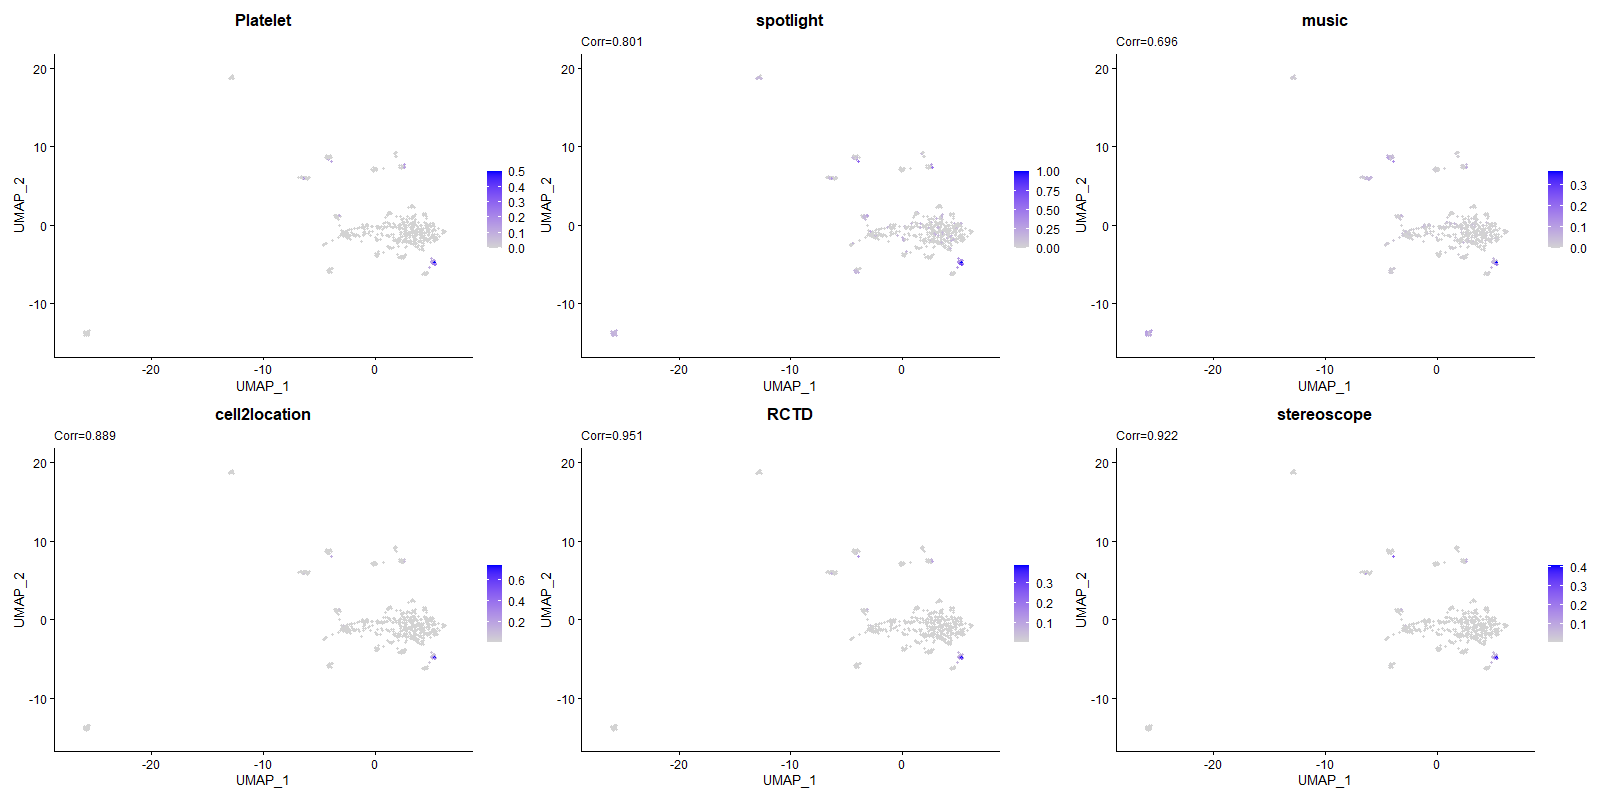 Platelet
20
10
0
-10
UMAP_2
-20
-10
0
UMAP_1
0.5
0.4
0.3
0.2
0.1
0.0
spotlight
Corr=0.801
20
10
0
-10
UMAP_2
-20
-10
0
UMAP_1
1.00
0.75
0.50
0.25
0.00
music
Corr=0.696
20
10
0
-10
UMAP_2
-20
-10
0
UMAP_1
0.3
0.2
0.1
0.0
cell2location
Corr=0.889
20
10
0
-10
UMAP_2
-20
-10
0
UMAP_1
0.6
0.4
0.2
RCTD
Corr=0.951
20
10
0
-10
UMAP_2
-20
-10
0
UMAP_1
0.3
0.2
0.1
stereoscope
Corr=0.922
20
10
0
-10
UMAP_2
-20
-10
0
UMAP_1
0.4
0.3
0.2
0.1